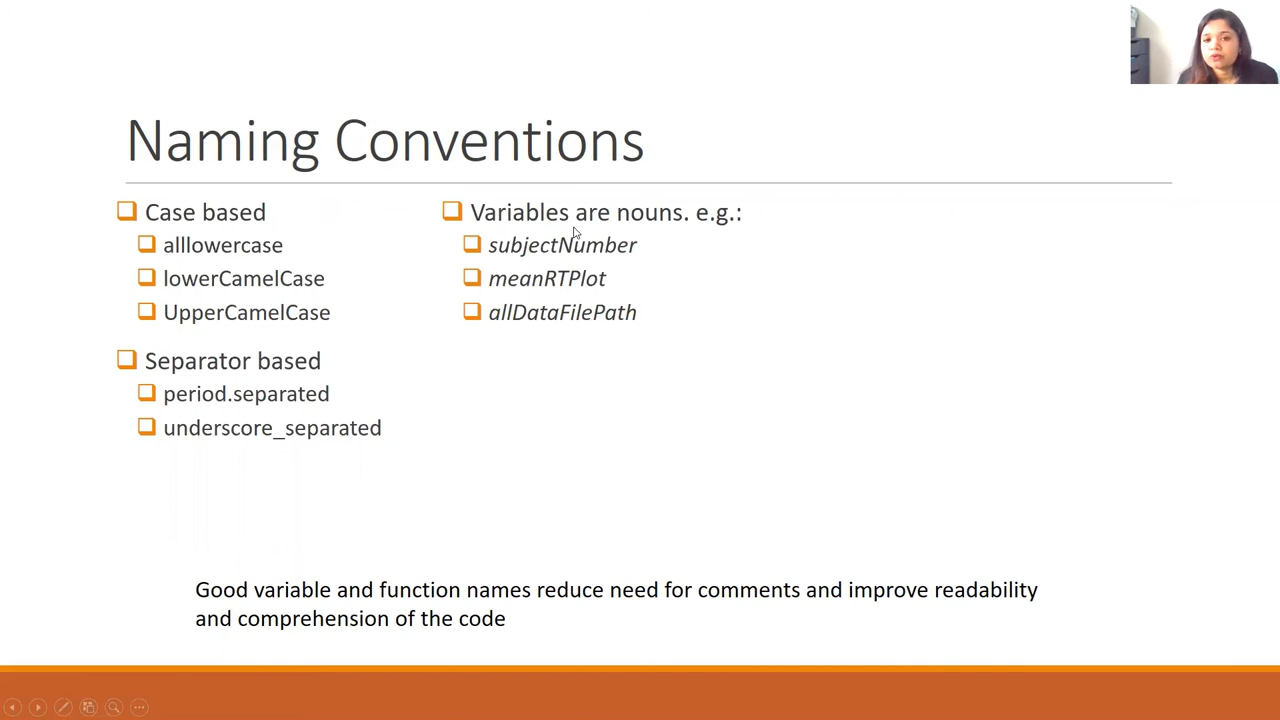 Naming Conventions
Case based
alllowercase
lowerCamelCase
UpperCamelCase
Separator based
period.separated
underscore_separated
Variables are nouns. e.g.:
subjectNumber
meanRTPlot
allDataFilePath
Good variable and function names reduce need for comments and improve readability
and comprehension of the code